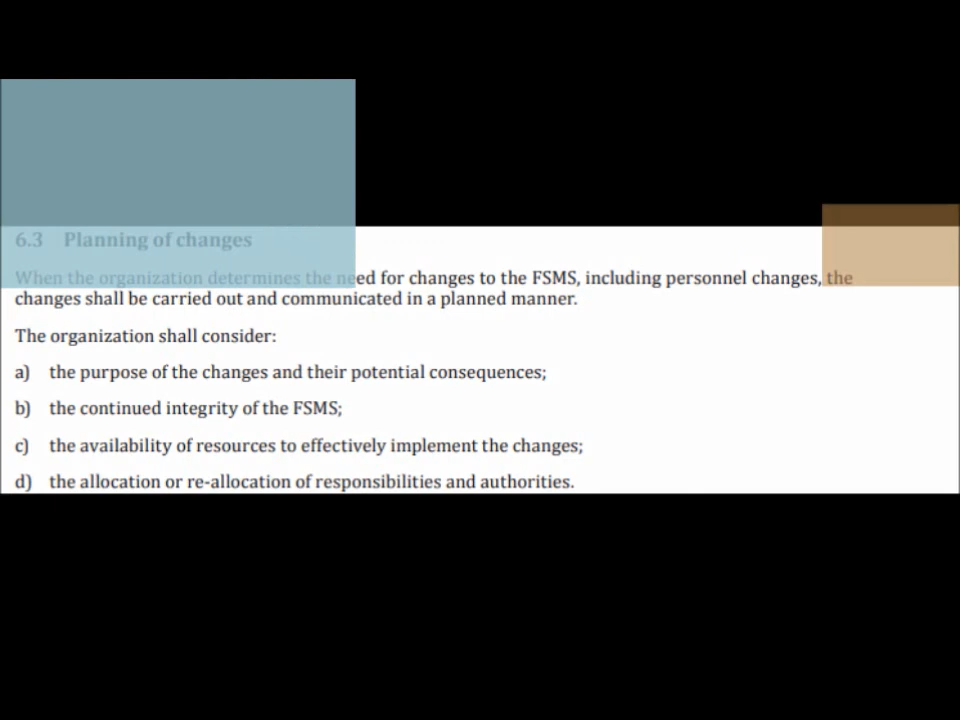 6.3 Planning of changes
When the organization determines the need for changes to the FSMS, including personnel changes, the
changes shall be carried out and communicated in a planned manner.
The organization shall consider:
a) the purpose of the changes and their potential consequences;
b) the continued integrity of the FSMS;
c) the availability of resources to effectively implement the changes;
d) the allocation or re-allocation of responsibilities and authorities.